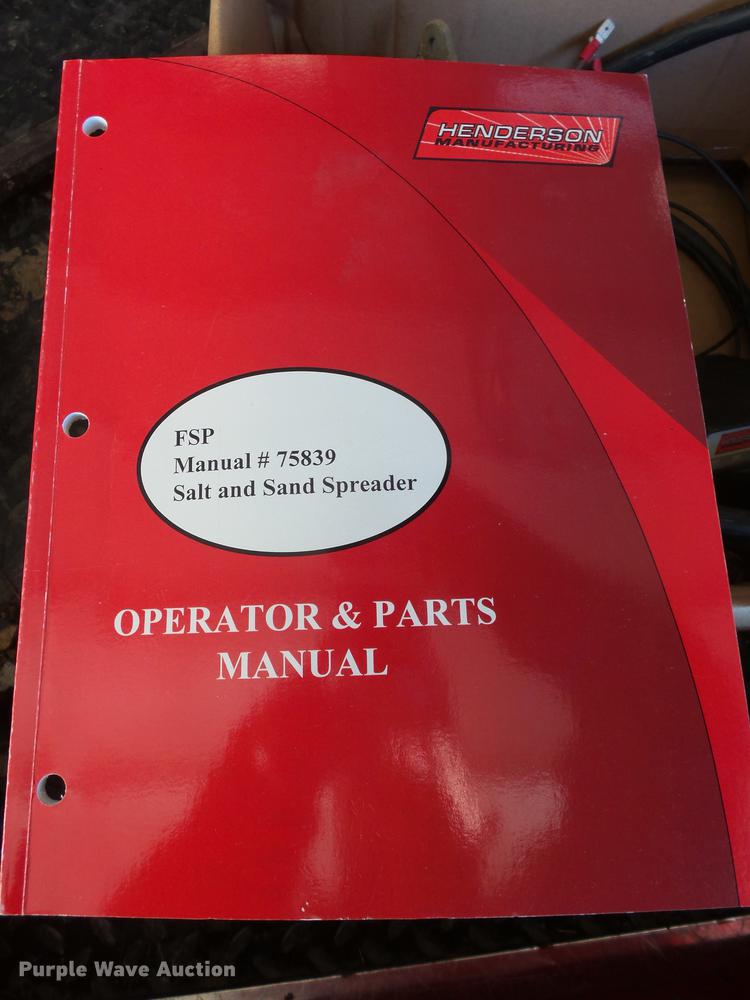 HENDERSON
MANUFACTURING
FSP
Manual # 75839
Salt and Sand Spreader
OPERATOR & PARTS
MANUAL
Purple Wave Auction